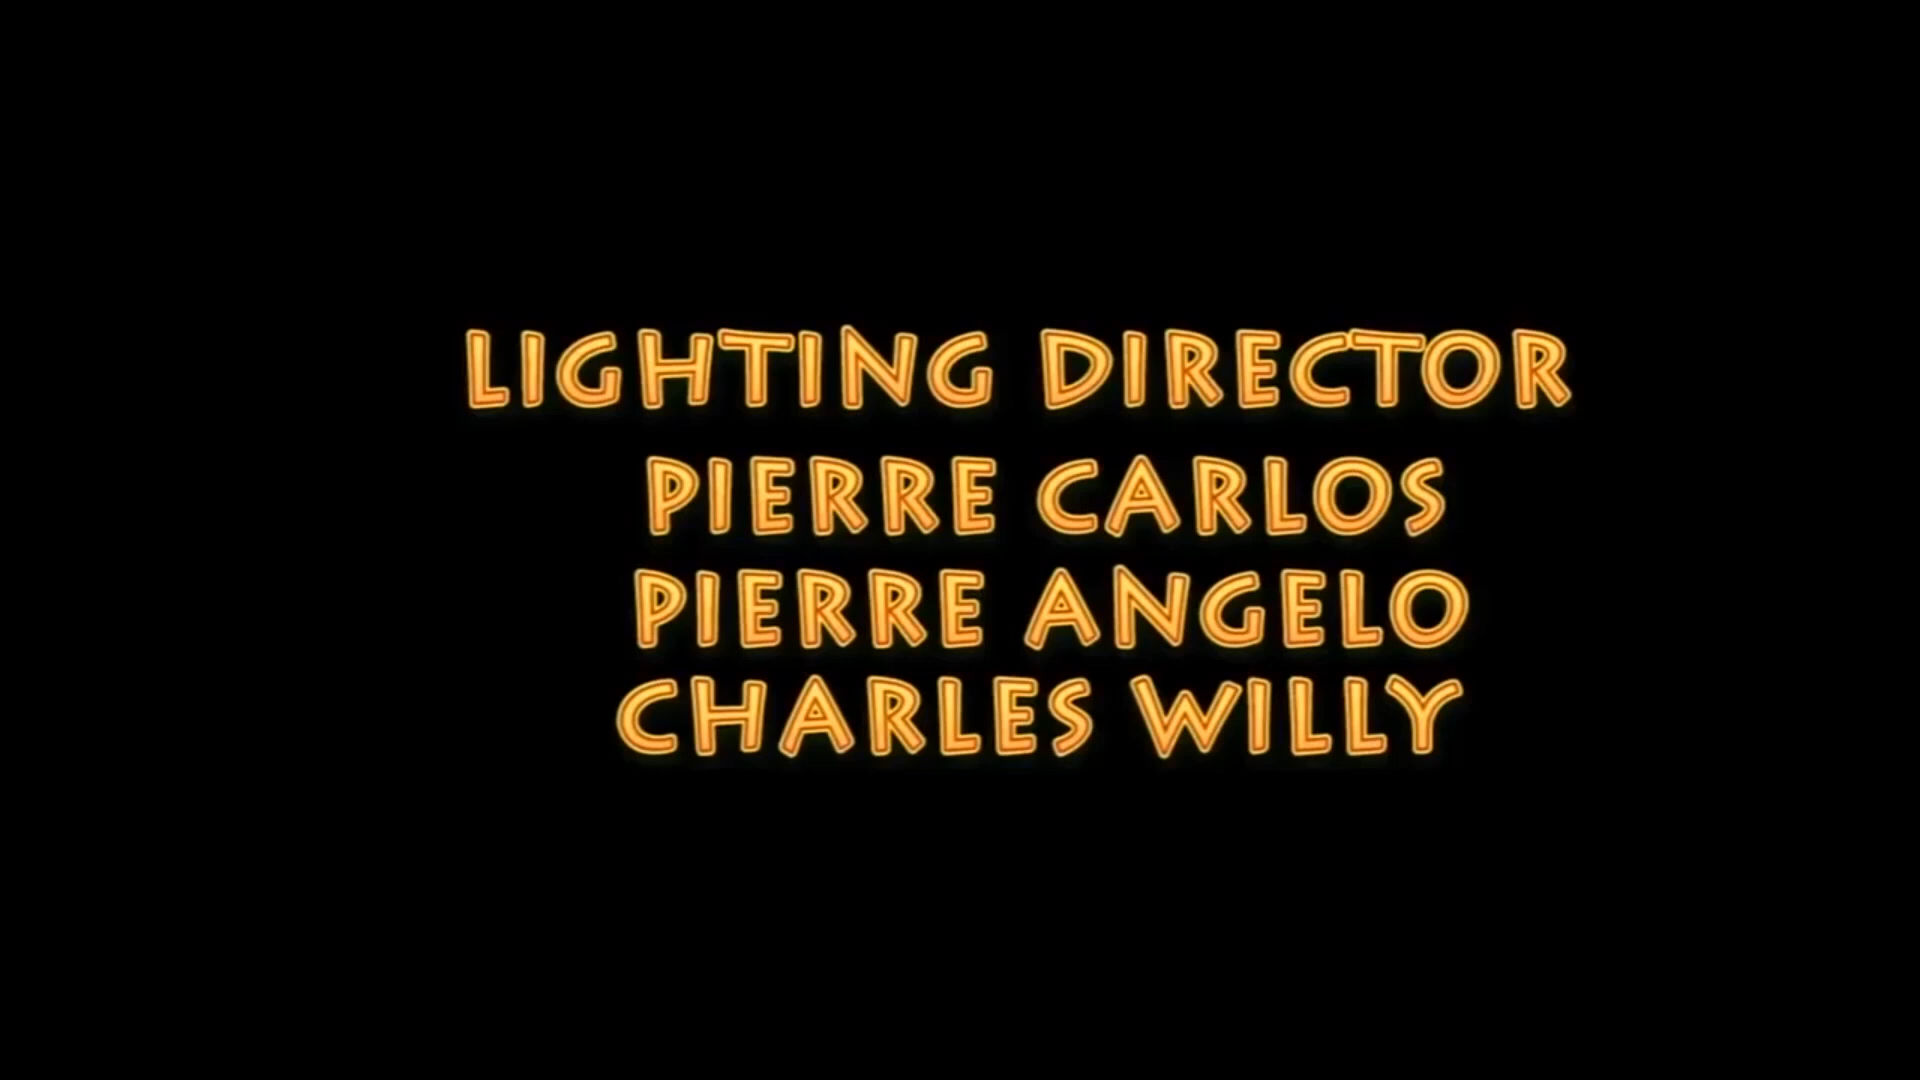 LIGHTING DIRECTOR
PIERRE CARLOS
PIERRE ANGELO
CHARLES WILLY